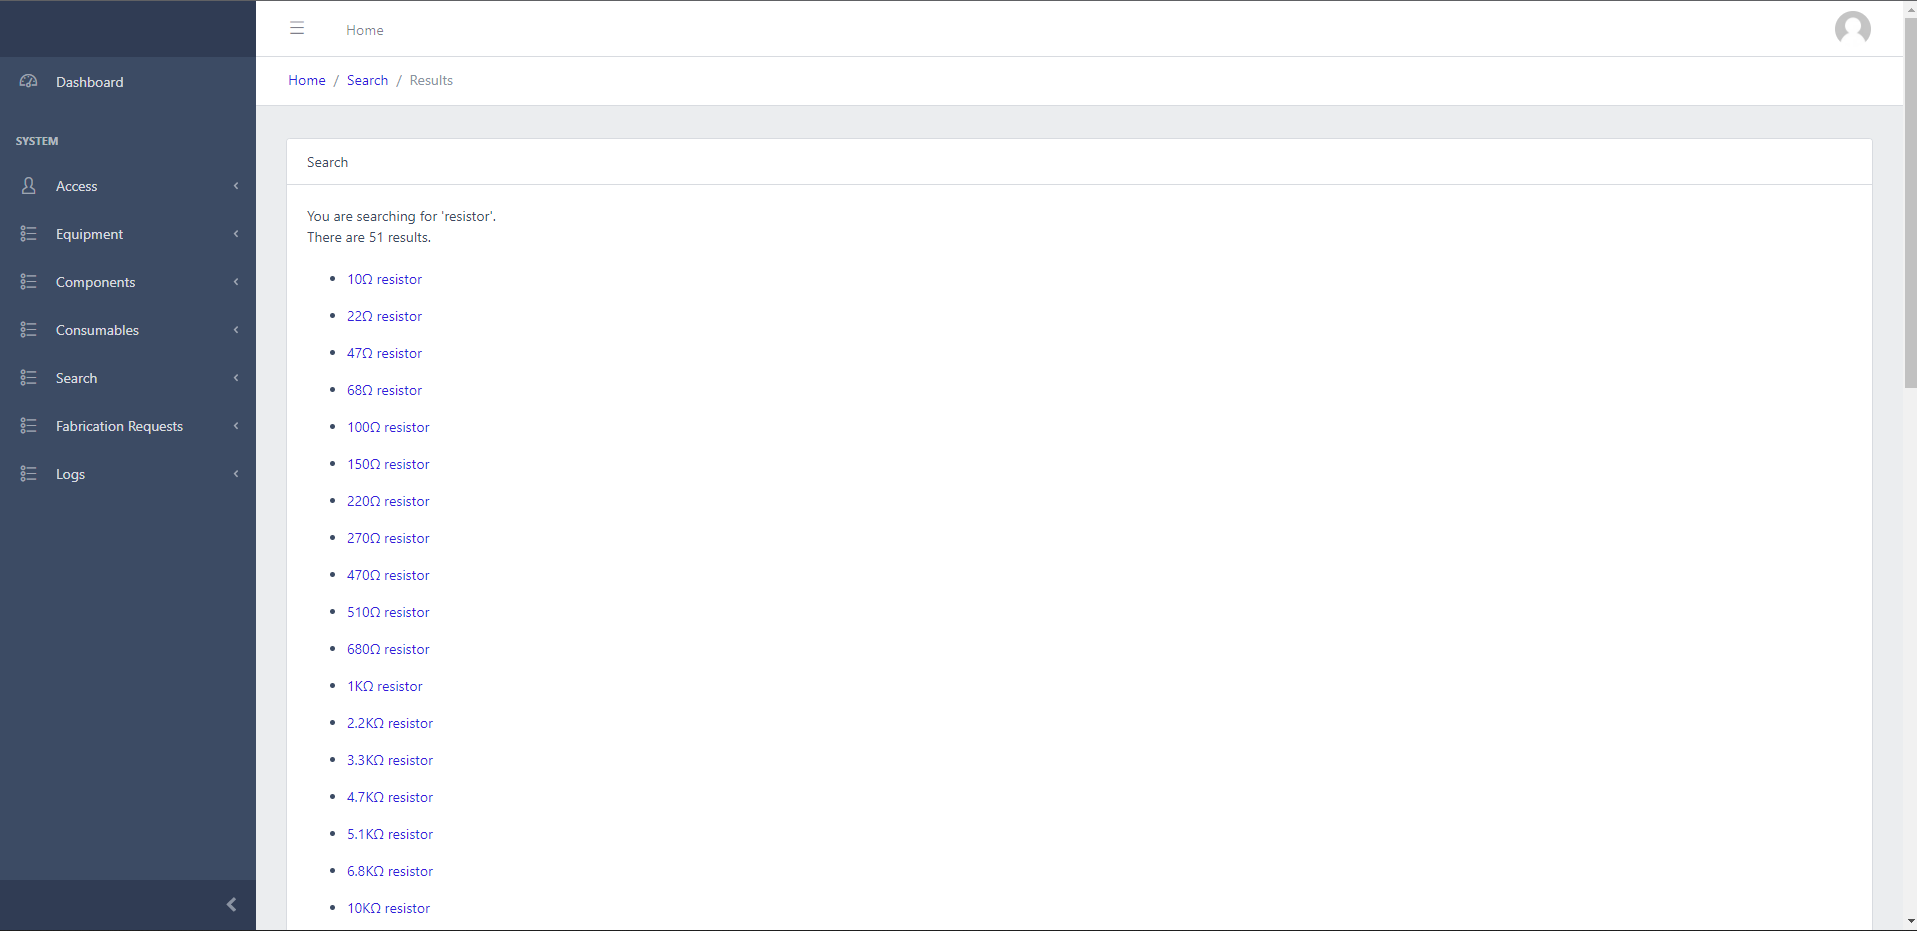 Home
Home / Search / Results
Dashboard
SYSTEM
Access
Equipment
Components
Consumables
Search
Fabrication Requests
Logs
Search
You are searching for 'resistor'.
There are 51 results.
10Ω resistor
22Ω resistor
47Ω resistor
68Ω resistor
100Ω resistor
150Ω resistor
220Ω resistor
270Ω resistor
470Ω resistor
510Ω resistor
680Ω resistor
1KΩ resistor
2.2KΩ resistor
3.3KΩ resistor
4.7KΩ resistor
5.1KΩ resistor
6.8KΩ resistor
10KΩ resistor